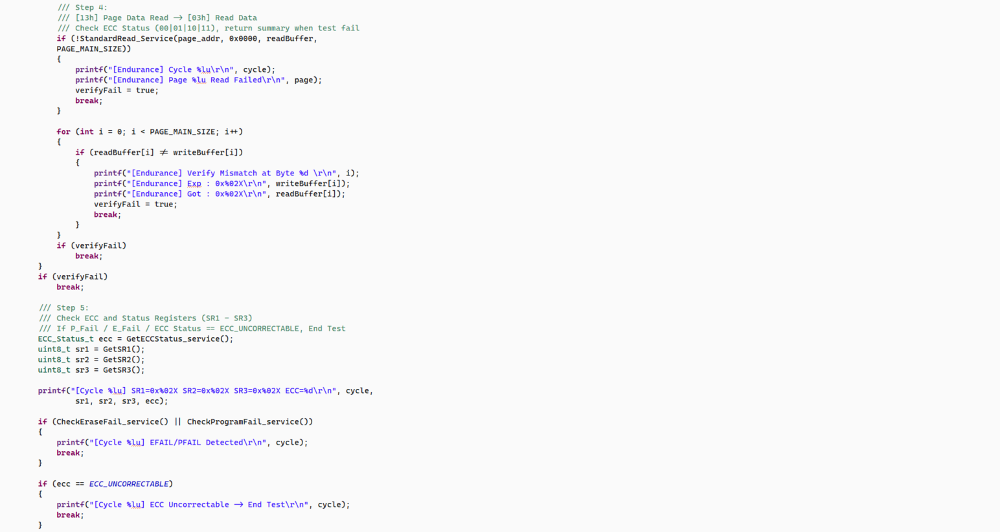 /// Step 4:
/// [13h] Page Data Read -> [03h] Read Data
/// Check ECC Status (00|01|10|11), return summary when test fail
if (!StandardRead_Service(page_addr, 0x0000, readBuffer,
PAGE_MAIN_SIZE))
{
printf("[Endurance] Cycle %lu\r\n", cycle);
printf("[Endurance] Page %lu Read Failed\r\n", page);
verifyFail = true;
break;
}
for (int i = 0; i < PAGE_MAIN_SIZE; i++)
{
if (readBuffer[i] != writeBuffer[i])
{
printf("[Endurance] Verify Mismatch at Byte %d \r\n", i);
printf("[Endurance] Exp : 0x%02X\r\n", writeBuffer[i]);
printf("[Endurance] Got : 0x%02X\r\n", readBuffer[i]);
verifyFail = true;
break;
}
}
if (verifyFail)
break;
}
if (verifyFail)
break;
/// Step 5:
/// Check ECC and Status Registers (SR1 - SR3)
/// If P_Fail / E_Fail / ECC Status == ECC_UNCORRECTABLE, End Test
ECC_Status_t ecc = GetECCStatus_service();
uint8_t sr1 = GetSR1();
uint8_t sr2 = GetSR2();
uint8_t sr3 = GetSR3();
printf("[Cycle %lu] SR1=0x%02X SR2=0x%02X SR3=0x%02X ECC=%d\r\n", cycle,
sr1, sr2, sr3, ecc);
if (CheckEraseFail_service() || CheckProgramFail_service())
{
printf("[Cycle %lu] EFAIL/PFAIL Detected\r\n", cycle);
break;
}
if (ecc == ECC_UNCORRECTABLE)
{
printf("[Cycle %lu] ECC Uncorrectable -> End Test\r\n", cycle);
break;
}